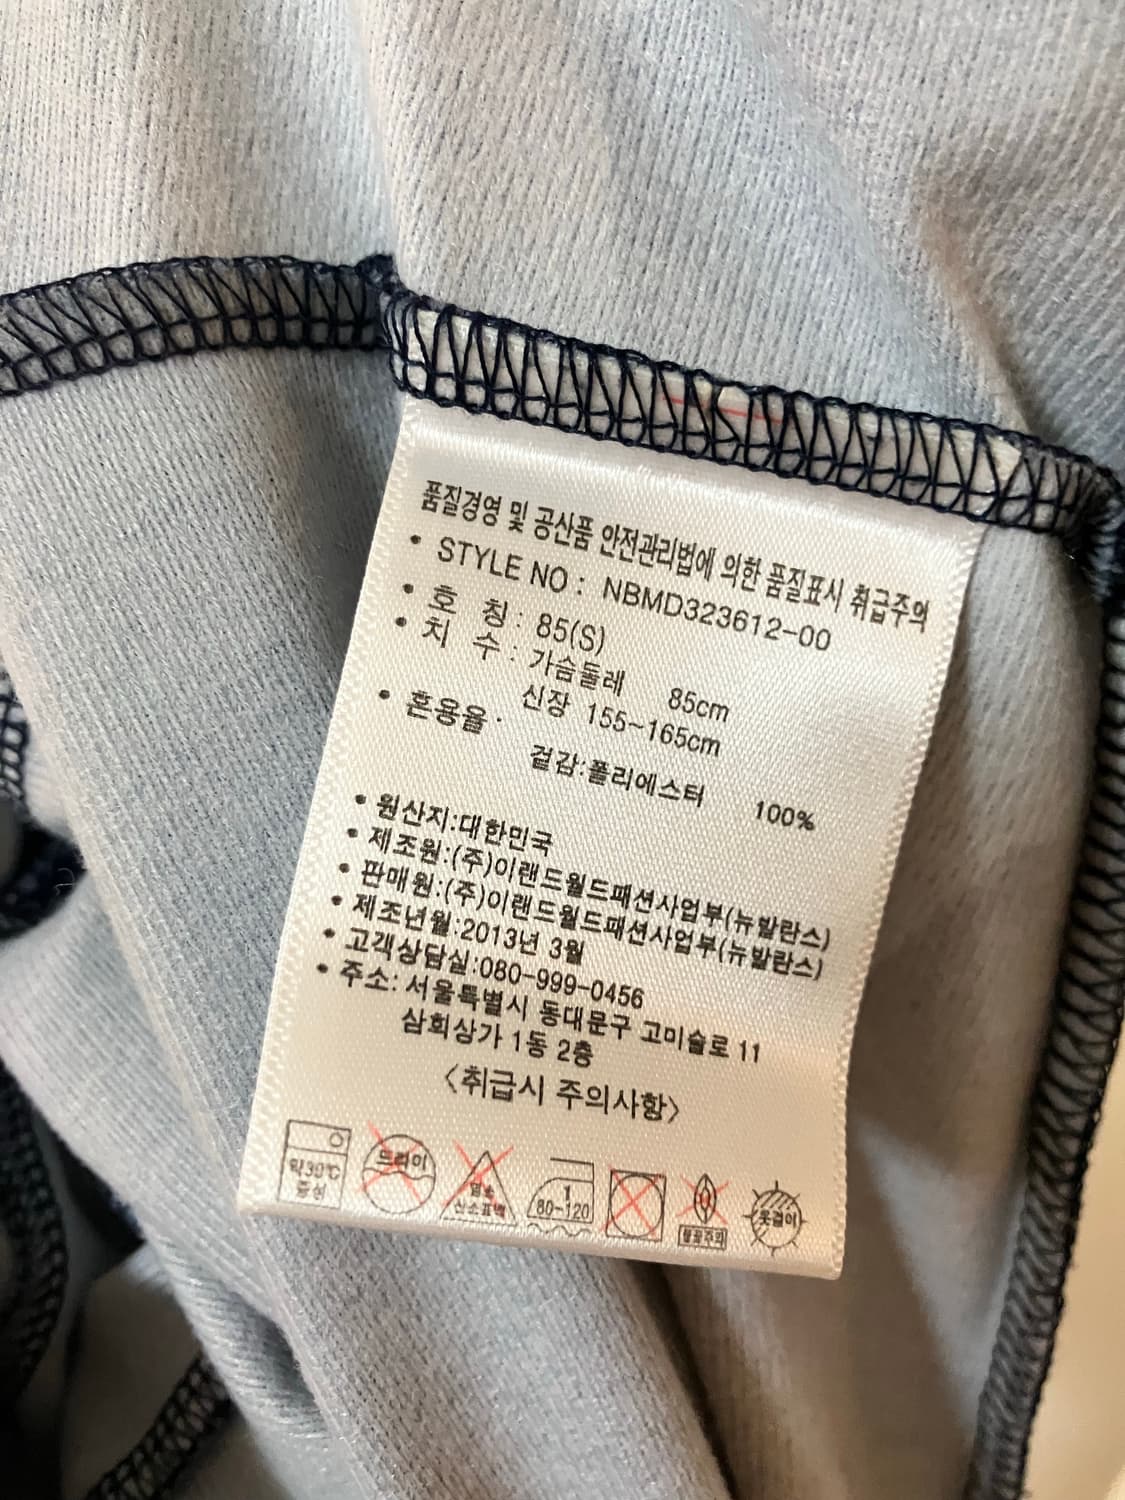 품질경영 및 공산품 안전관리법에 의한 품질표시 취급주의
• STYLE NO : NBMD323612-00
• 호 칭 : 85(S)
• 치 수 : 가슴둘레 85cm
신장 155~165cm
• 혼용율 :
겉감:폴리에스터 100%
• 원산지:대한민국
• 제조원:(주)이랜드월드패션사업부(뉴발란스)
• 판매원:(주)이랜드월드패션사업부(뉴발란스)
• 제조년월:2013년 3월
• 고객상담실:080-999-0456
• 주소: 서울특별시 동대문구 고미술로 11
삼희상가 1동 2층
<취급시 주의사항>
약30℃
중성
드라이
염소
산소표백
1
80~120
불꽃주의
옷걸이